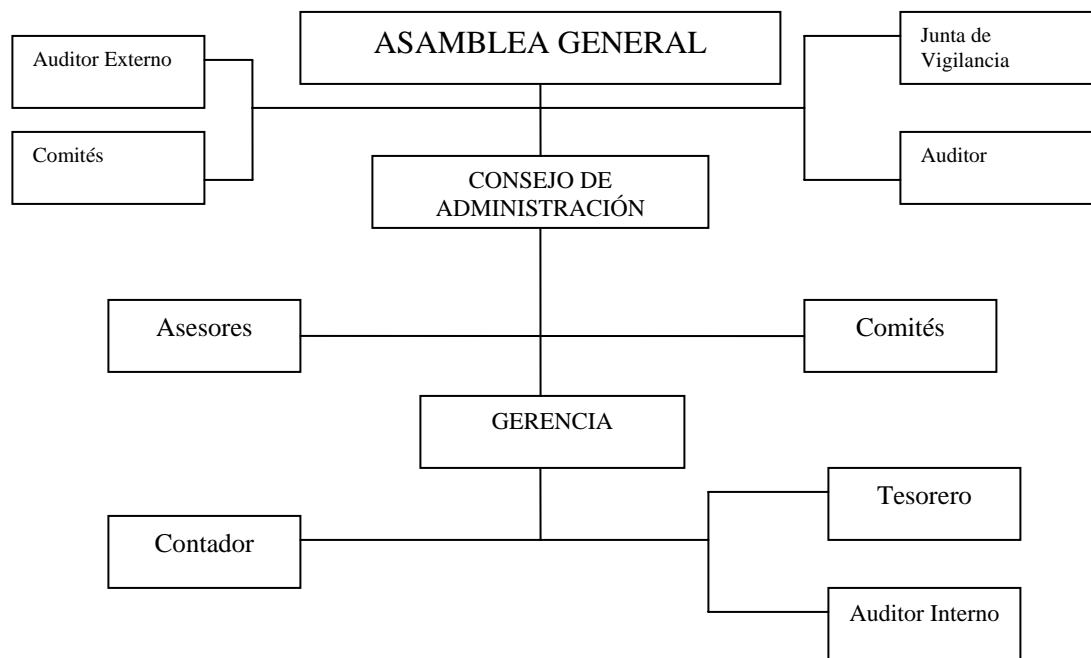 ASAMBLEA GENERAL
Auditor Externo
Junta de
Vigilancia
Comités
Auditor
CONSEJO DE
ADMINISTRACIÓN
Asesores
Comités
GERENCIA
Tesorero
Contador
Auditor Interno